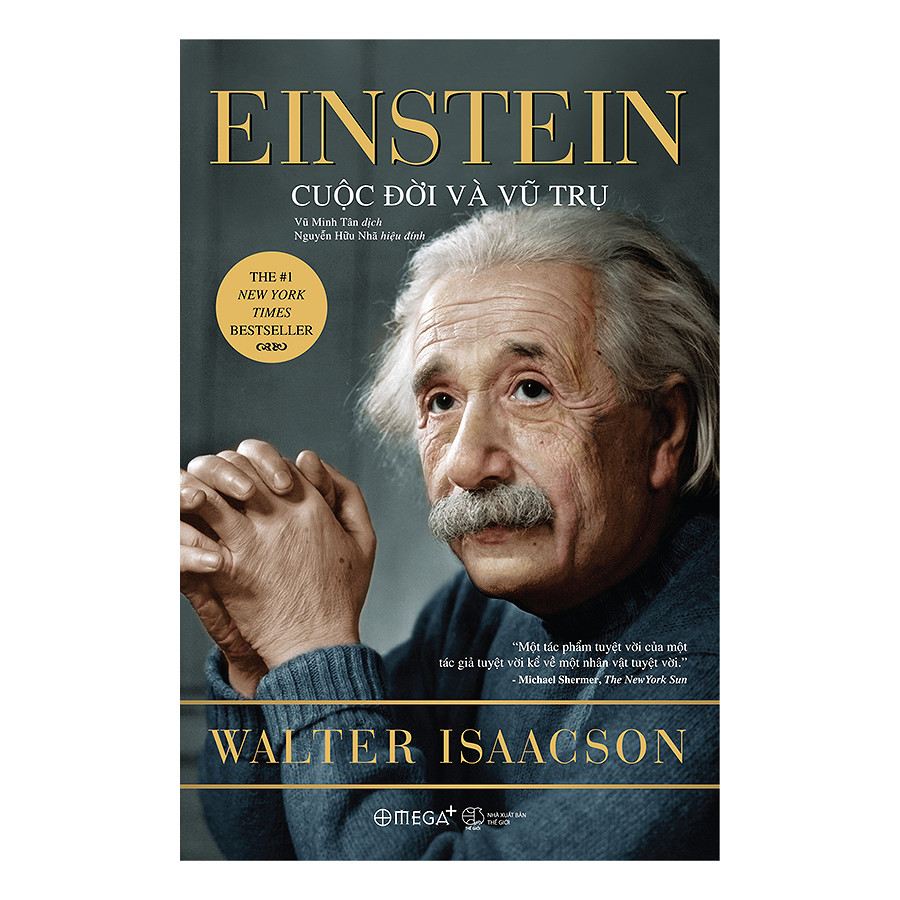 EINSTEIN
CUỘC ĐỜI VÀ VŨ TRỤ
Vũ Minh Tân dịch
Nguyễn Hữu Nhã hiệu đính
THE #1
NEW YORK
TIMES
BESTSELLER
“Một tác phẩm tuyệt vời của một
tác giả tuyệt vời kể về một nhân vật tuyệt vời.”
- Michael Shermer, The NewYork Sun
WALTER ISAACSON
OMEGA+
NHÀ XUẤT BẢN
THẾ GIỚI
THẾ GIỚI